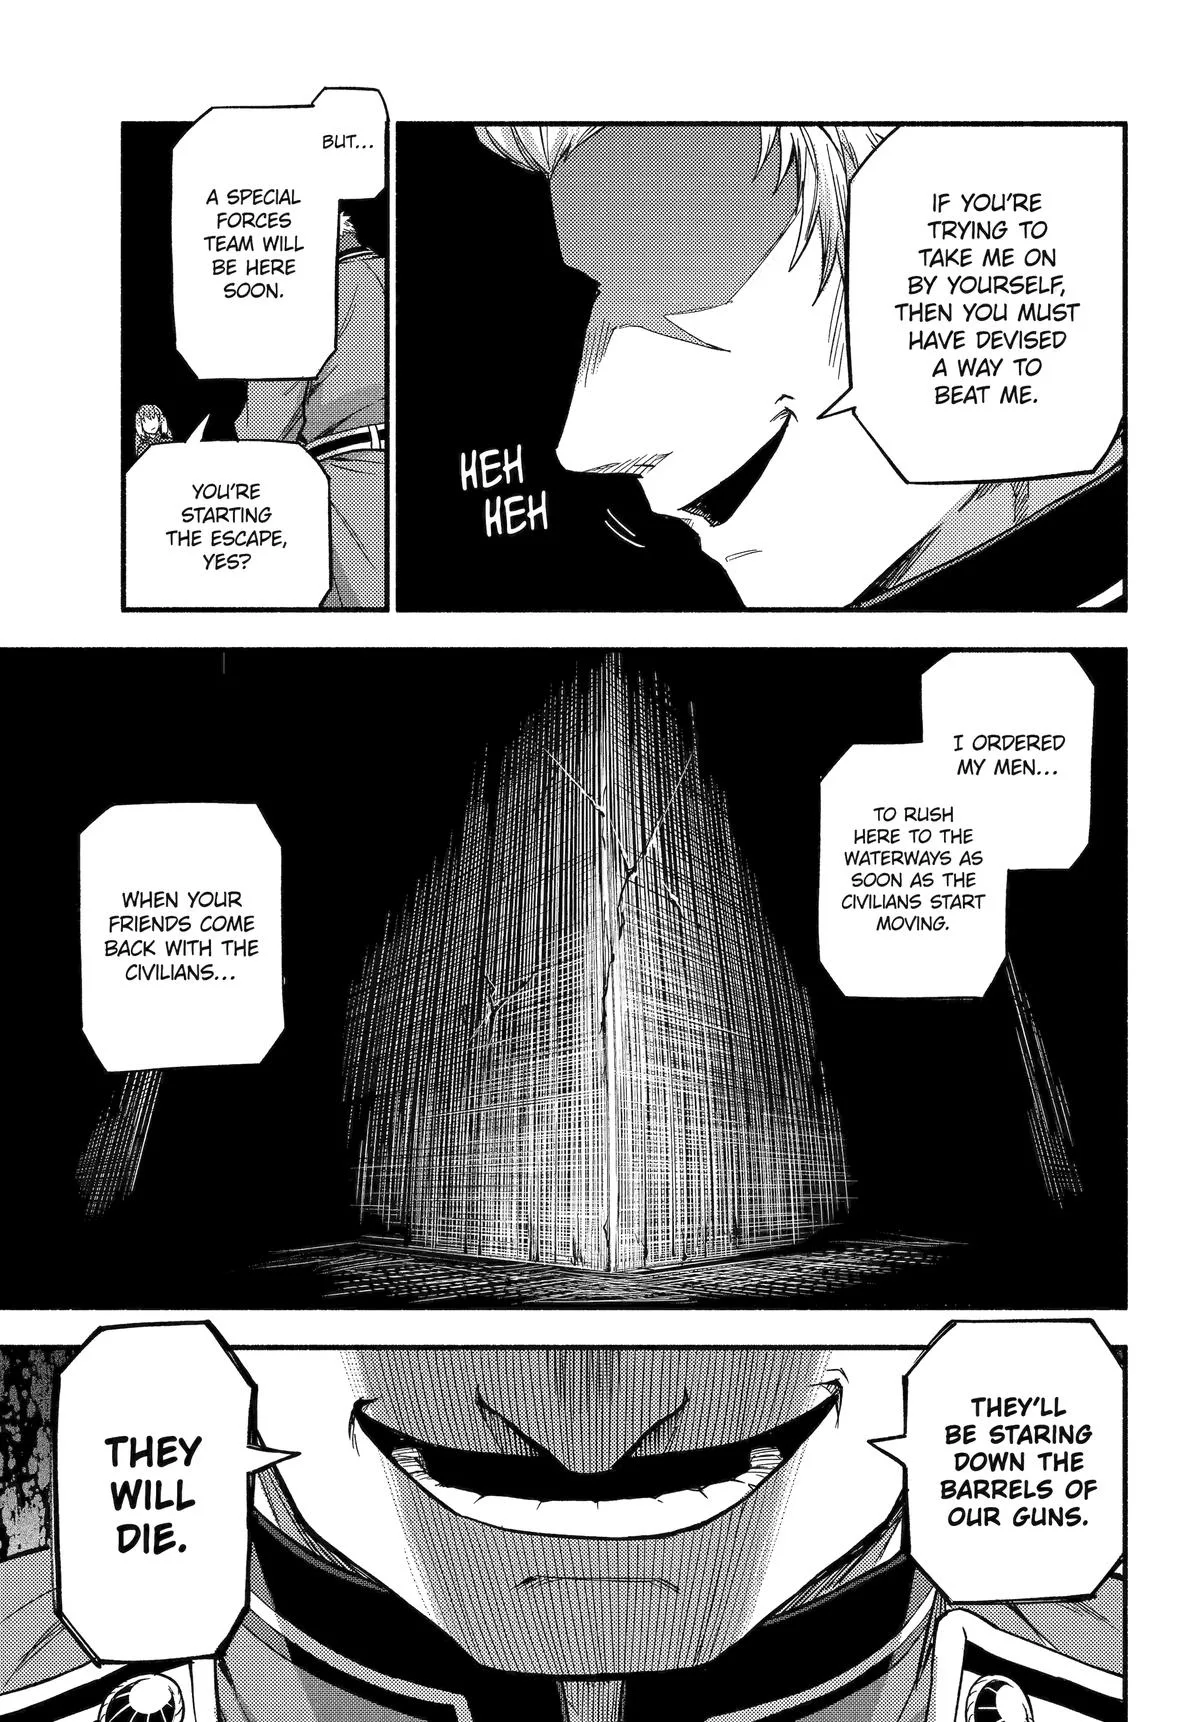 IF YOU'RE
TRYING TO
TAKE ME ON
BY YOURSELF,
THEN YOU MUST
HAVE DEVISED
A WAY TO
BEAT ME.
HEH
HEH
BUT...
A SPECIAL
FORCES
TEAM WILL
BE HERE
SOON.
YOU'RE
STARTING
THE ESCAPE,
YES?
I ORDERED
MY MEN...
TO RUSH
HERE TO THE
WATERWAYS AS
SOON AS THE
CIVILIANS START
MOVING.
WHEN YOUR
FRIENDS COME
BACK WITH THE
CIVILIANS...
THEY'LL
BE STARING
DOWN THE
BARRELS OF
OUR GUNS.
THEY
WILL
DIE.